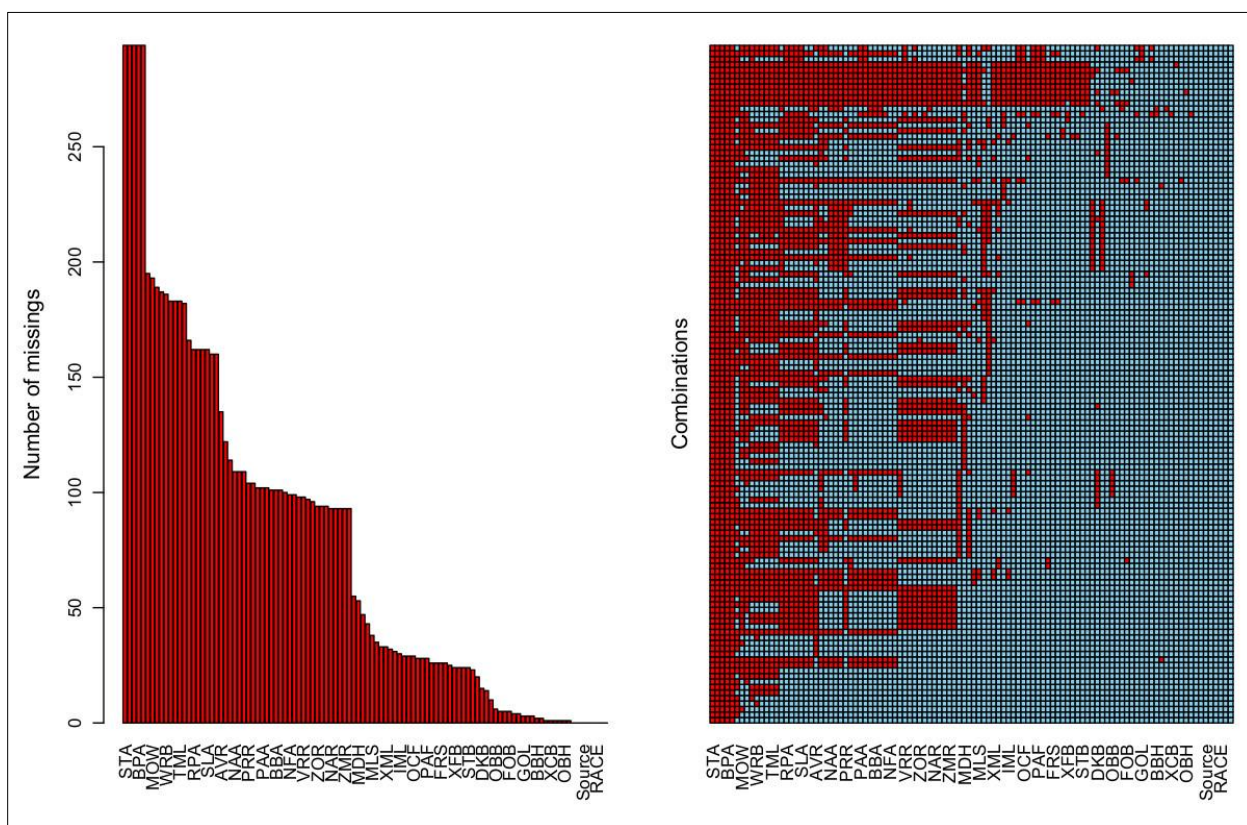 Number of missings
250
200
150
100
50
0
STA
BPA
MOW
WRB
TML
RPA
SLA
AVR
NAA
PRR
PAA
BBA
NFA
VRR
ZOR
NAR
ZMR
MDH
MLS
XML
IML
OCF
PAF
FRS
XFB
STB
DKB
OBB
FOB
GOL
BBH
XCB
OBH
Source
RACE
Combinations
STA
BPA
MOW
WRB
TML
RPA
SLA
AVR
NAA
PRR
PAA
BBA
NFA
VRR
ZOR
NAR
ZMR
MDH
MLS
XML
IML
OCF
PAF
FRS
XFB
STB
DKB
OBB
FOB
GOL
BBH
XCB
OBH
Source
RACE